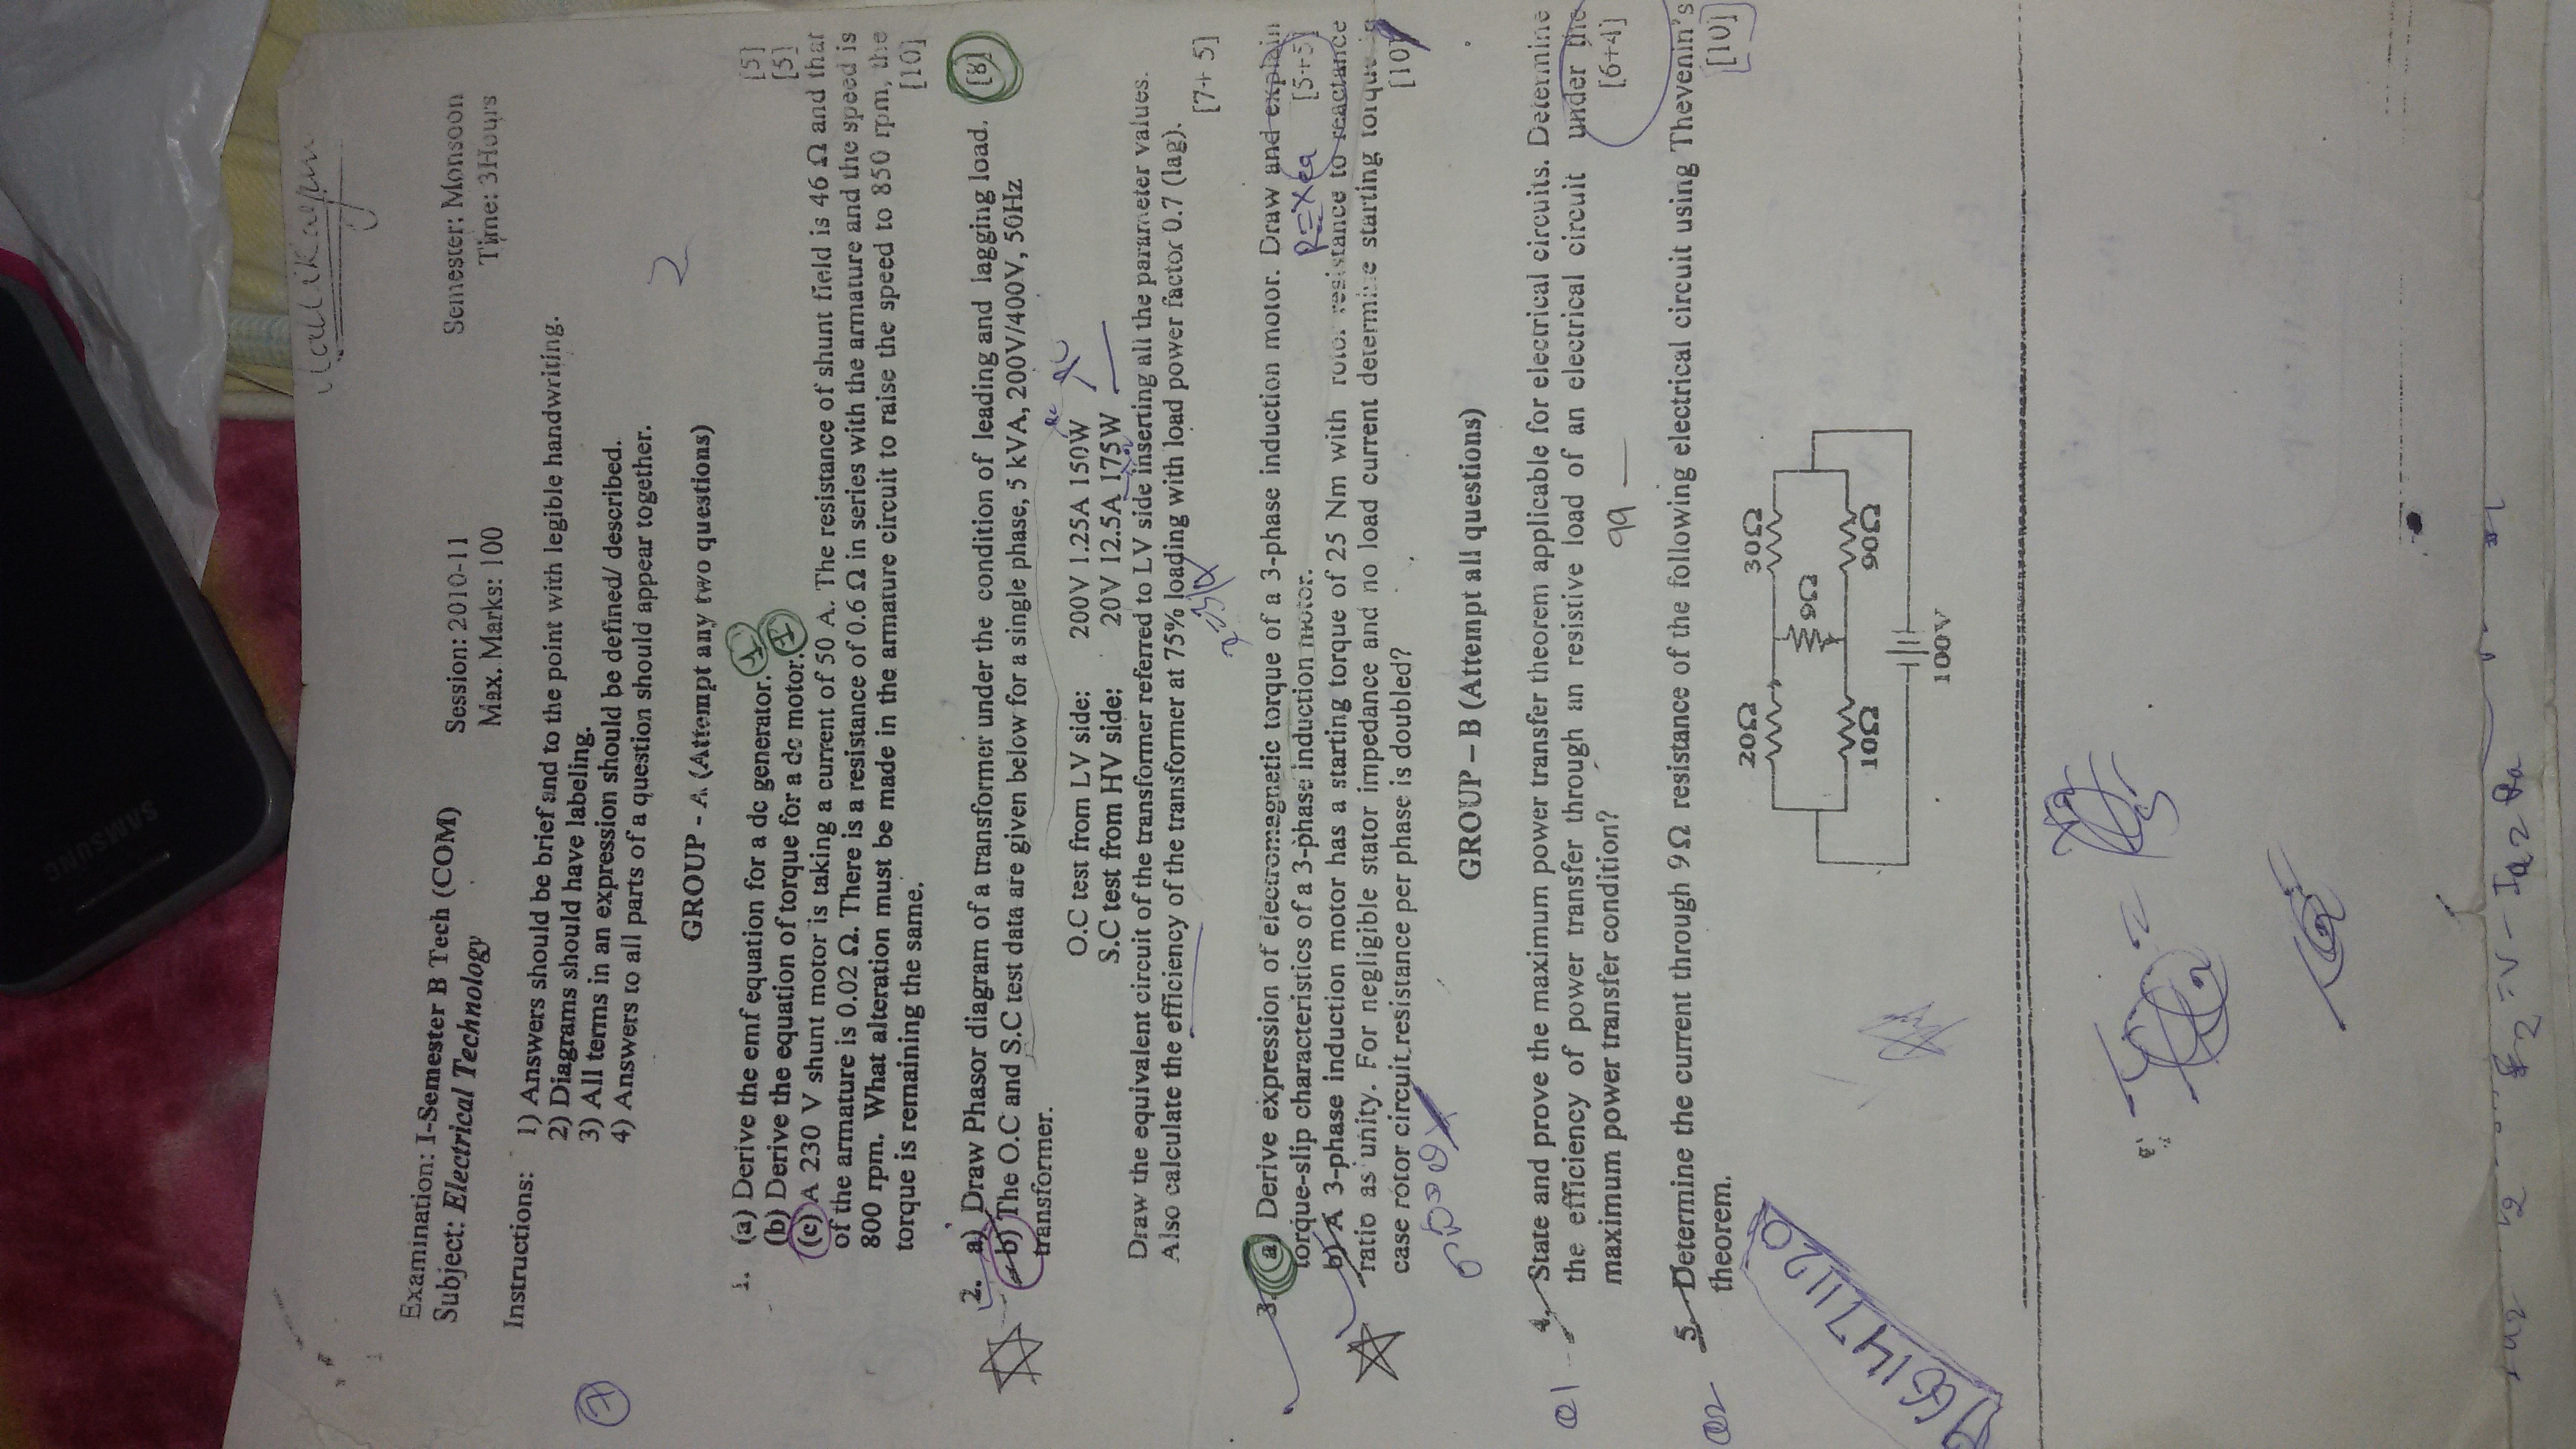 SAMSUNG
Examination: I-Semester B Tech (COM) Session: 2010-11 Semester: Monsoon
Subject: Electrical Technology Max. Marks: 100 Time: 3Hours
Instructions: 1) Answers should be brief and to the point with legible handwriting.
2) Diagrams should have labeling.
3) All terms in an expression should be defined/ described.
4) Answers to all parts of a question should appear together.
7
2
GROUP - A (Attempt any two questions)
1. (a) Derive the emf equation for a dc generator. [5]
(b) Derive the equation of torque for a dc motor. [5]
(c) A 230 V shunt motor is taking a current of 50 A. The resistance of shunt field is 46 Ω and that
of the armature is 0.02 Ω. There is a resistance of 0.6 Ω in series with the armature and the speed is
800 rpm. What alteration must be made in the armature circuit to raise the speed to 850 rpm, the
torque is remaining the same. [10]
2. a) Draw Phasor diagram of a transformer under the condition of leading and lagging load. [8]
b) The O.C and S.C test data are given below for a single phase, 5 kVA, 200V/400V, 50Hz
transformer.
O.C test from LV side: 200V 1.25A 150W
S.C test from HV side: 20V 12.5A 175W
Draw the equivalent circuit of the transformer referred to LV side inserting all the parameter values.
Also calculate the efficiency of the transformer at 75% loading with load power factor 0.7 (lag).
x=3/4
[7+ 5]
3. a) Derive expression of electromagnetic torque of a 3-phase induction motor. Draw and explain
torque-slip characteristics of a 3-phase induction motor. [5+5]
b) A 3-phase induction motor has a starting torque of 25 Nm with rotor resistance to reactance
ratio as unity. For negligible stator impedance and no load current determine starting torque in
case rotor circuit resistance per phase is doubled? [10]
GROUP – B (Attempt all questions)
Q1
4. State and prove the maximum power transfer theorem applicable for electrical circuits. Determine
the efficiency of power transfer through an resistive load of an electrical circuit under the
maximum power transfer condition? [6+4]
99
Q2
5. Determine the current through 9Ω resistance of the following electrical circuit using Thevenin's
theorem. [10]
20Ω 30Ω
9Ω
10Ω 90Ω
100V
9661471120
E2 = V - Ia2 Ra